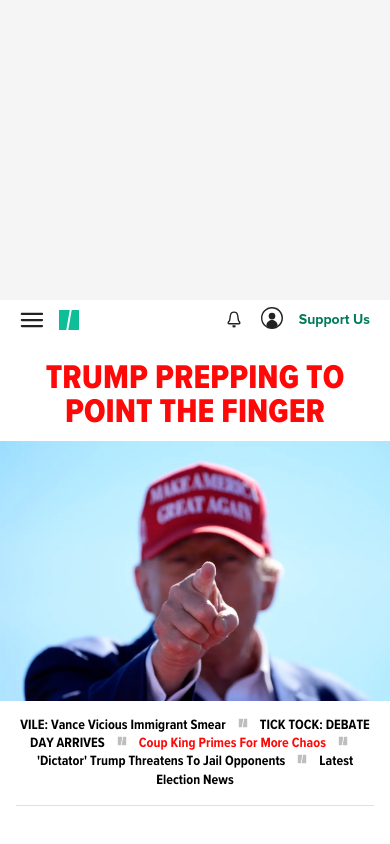 Support Us
TRUMP PREPPING TO
POINT THE FINGER
MAKE AMERICA
GREAT AGAIN
VILE: Vance Vicious Immigrant Smear TICK TOCK: DEBATE
DAY ARRIVES Coup King Primes For More Chaos
'Dictator' Trump Threatens To Jail Opponents Latest
Election News